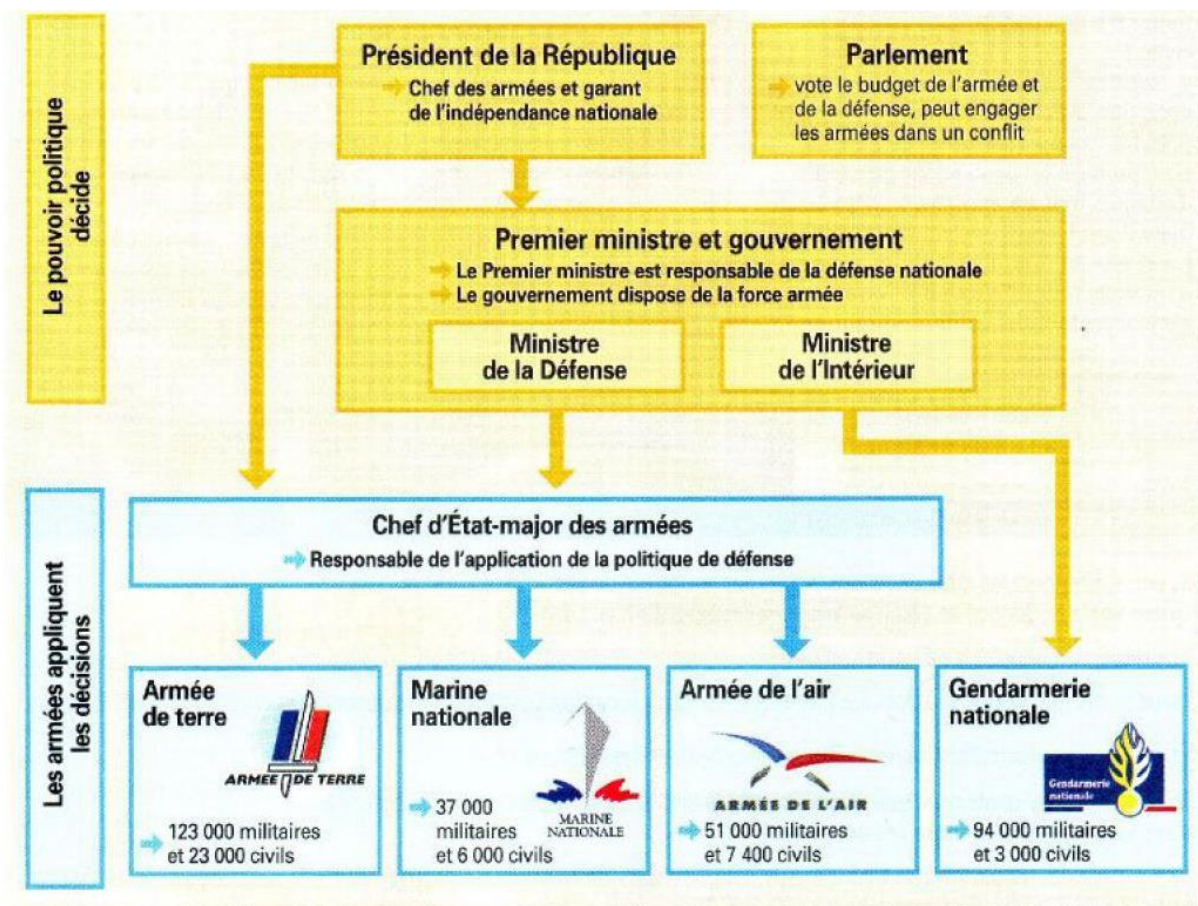 Le pouvoir politique
décide
Président de la République
Chef des armées et garant
de l'indépendance nationale
Parlement
vote le budget de l'armée et
de la défense, peut engager
les armées dans un conflit
Premier ministre et gouvernement
Le Premier ministre est responsable de la défense nationale
Le gouvernement dispose de la force armée
Ministre
de la Défense
Ministre
de l'Intérieur
Les armées appliquent
les décisions
Chef d'État-major des armées
Responsable de l'application de la politique de défense
Armée
de terre
ARMEE DE TERRE
123 000 militaires
et 23 000 civils
Marine
nationale
MARINE
NATIONALE
37 000
militaires
et 6 000 civils
Armée de l'air
ARMÉE DE L'AIR
51 000 militaires
et 7 400 civils
Gendarmerie
nationale
Gendarmerie
nationale
94 000 militaires
et 3 000 civils